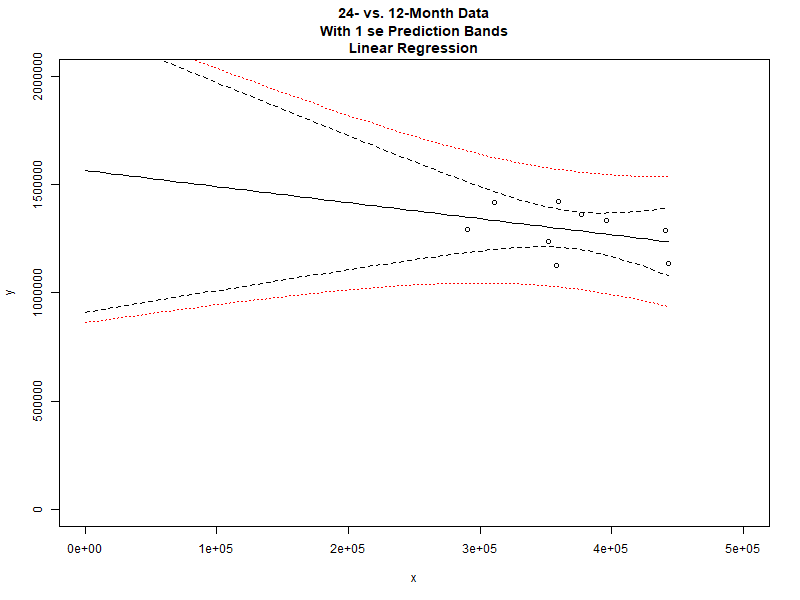 24- vs. 12-Month Data
With 1 se Prediction Bands
Linear Regression
2000000
1500000
1000000
500000
0
y
0e+00 1e+05 2e+05 3e+05 4e+05 5e+05
x